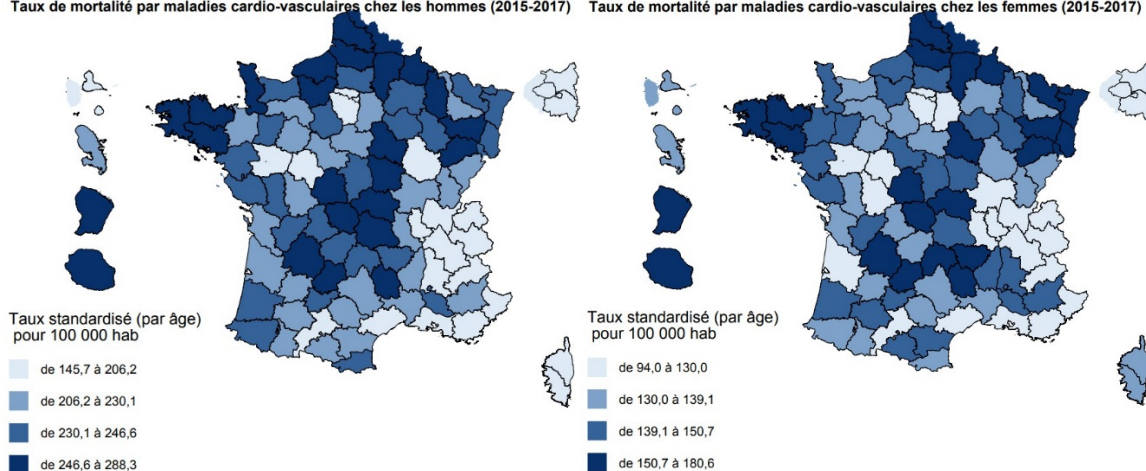 Taux de mortalité par maladies cardio-vasculaires chez les hommes (2015-2017)
Taux standardisé (par âge)
pour 100 000 hab
de 145,7 à 206,2
de 206,2 à 230,1
de 230,1 à 246,6
de 246,6 à 288,3
Taux de mortalité par maladies cardio-vasculaires chez les femmes (2015-2017)
Taux standardisé (par âge)
pour 100 000 hab
de 94,0 à 130,0
de 130,0 à 139,1
de 139,1 à 150,7
de 150,7 à 180,6